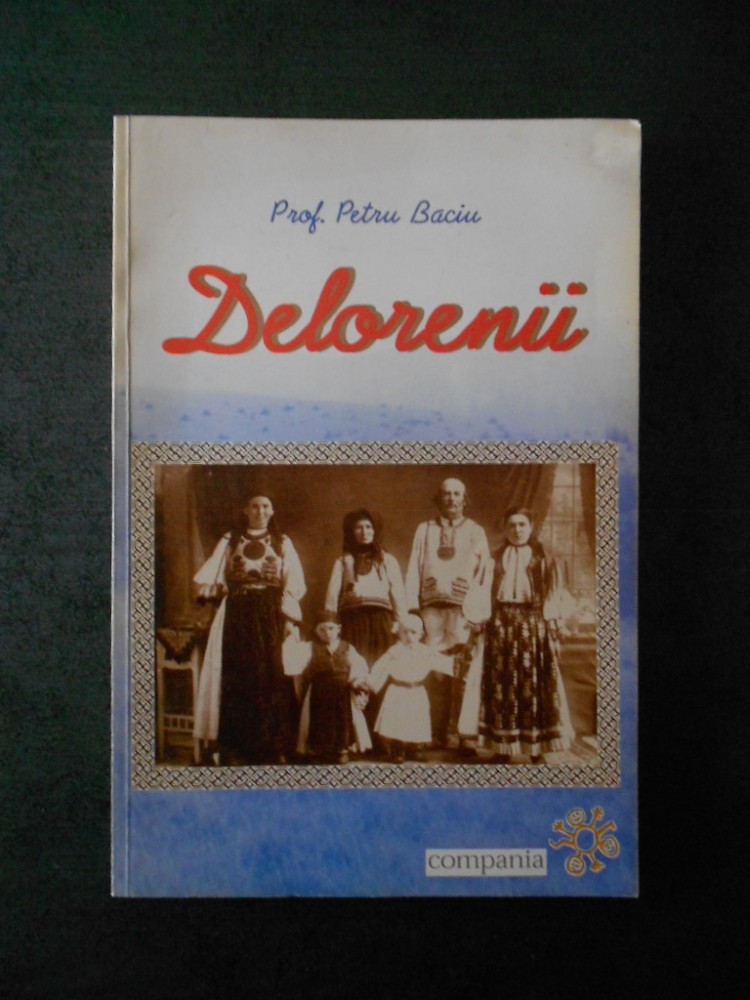 Prof. Petru Baciu
Delorenii
compania